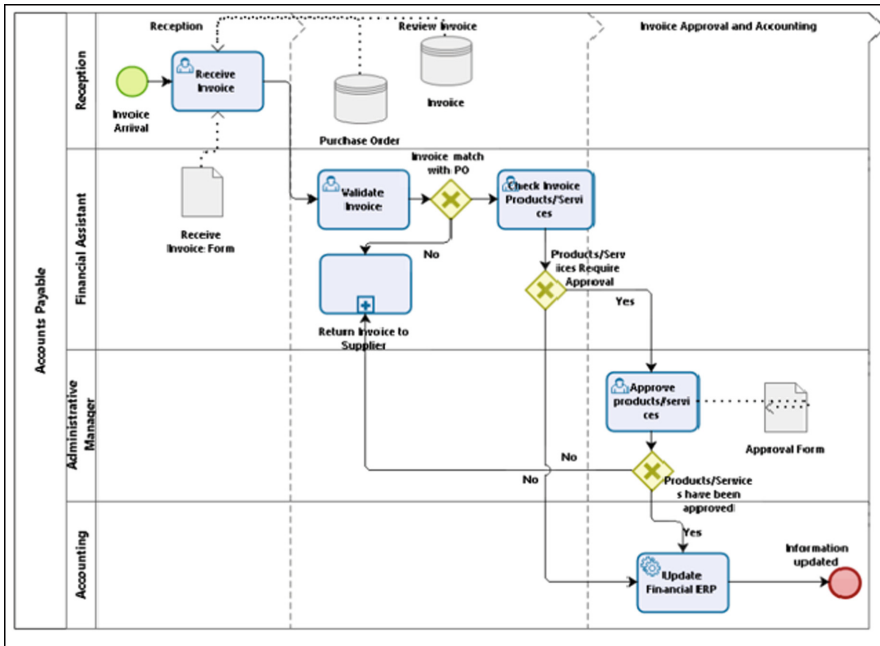 Reception
Review Invoice
Invoice Approval and Accounting
Accounts Payable
Reception
Receive
Invoice
Invoice
Arrival
Purchase Order
Invoice
Receive
Invoice Form
Financial Assistant
Validate
Invoice
Invoice match
with PO
Check Invoice
Products/Servi
ces
No
Return Invoice to
Supplier
Products/Serv
ices Require
Approval
Yes
Administrative
Manager
Approve
products/servi
ces
Approval Form
No
No
Products/Service
s have been
approved
Yes
Accounting
Update
Financial ERP
Information
updated